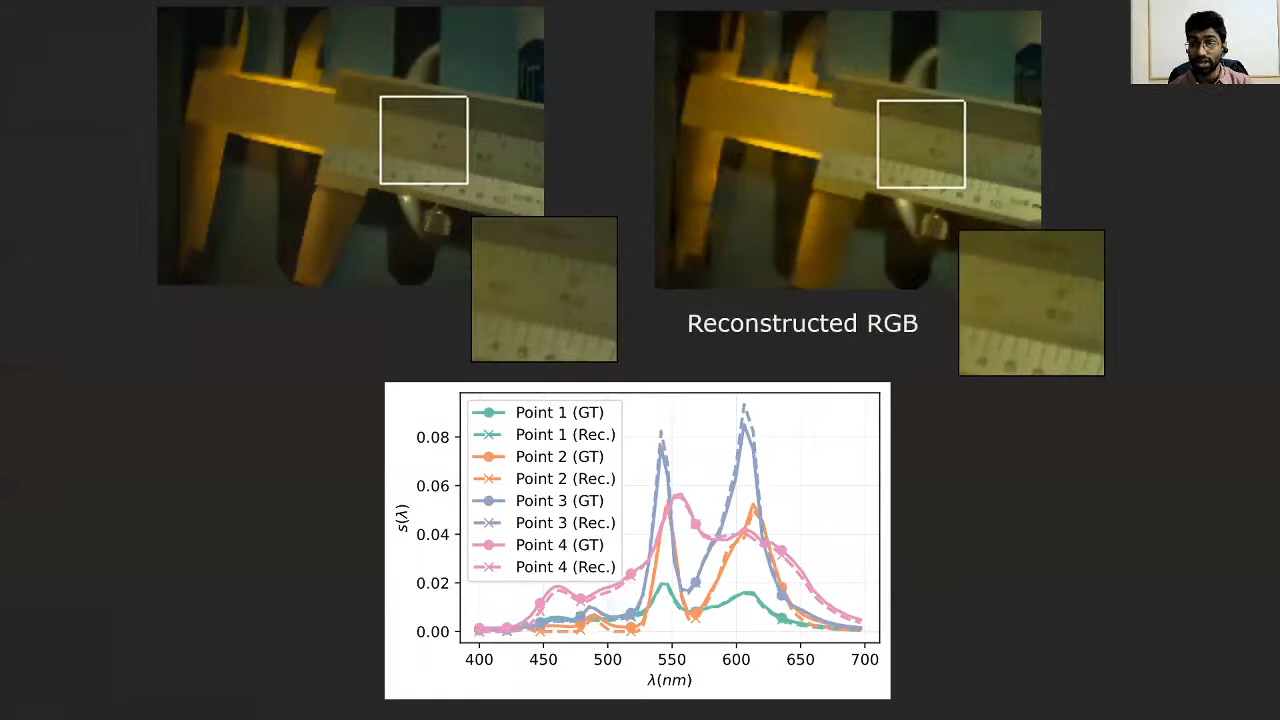 Reconstructed RGB
Point 1 (GT)
Point 1 (Rec.)
Point 2 (GT)
Point 2 (Rec.)
Point 3 (GT)
Point 3 (Rec.)
Point 4 (GT)
Point 4 (Rec.)
0.08
0.06
0.04
0.02
0.00
s(λ)
400 450 500 550 600 650 700
λ(nm)